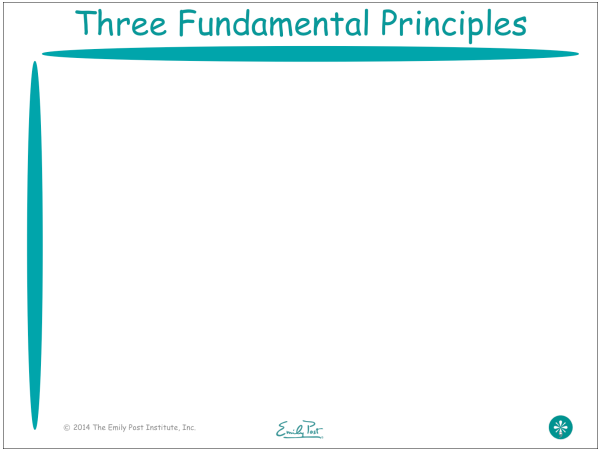 Three Fundamental Principles
© 2014 The Emily Post Institute, Inc.
Emily Post